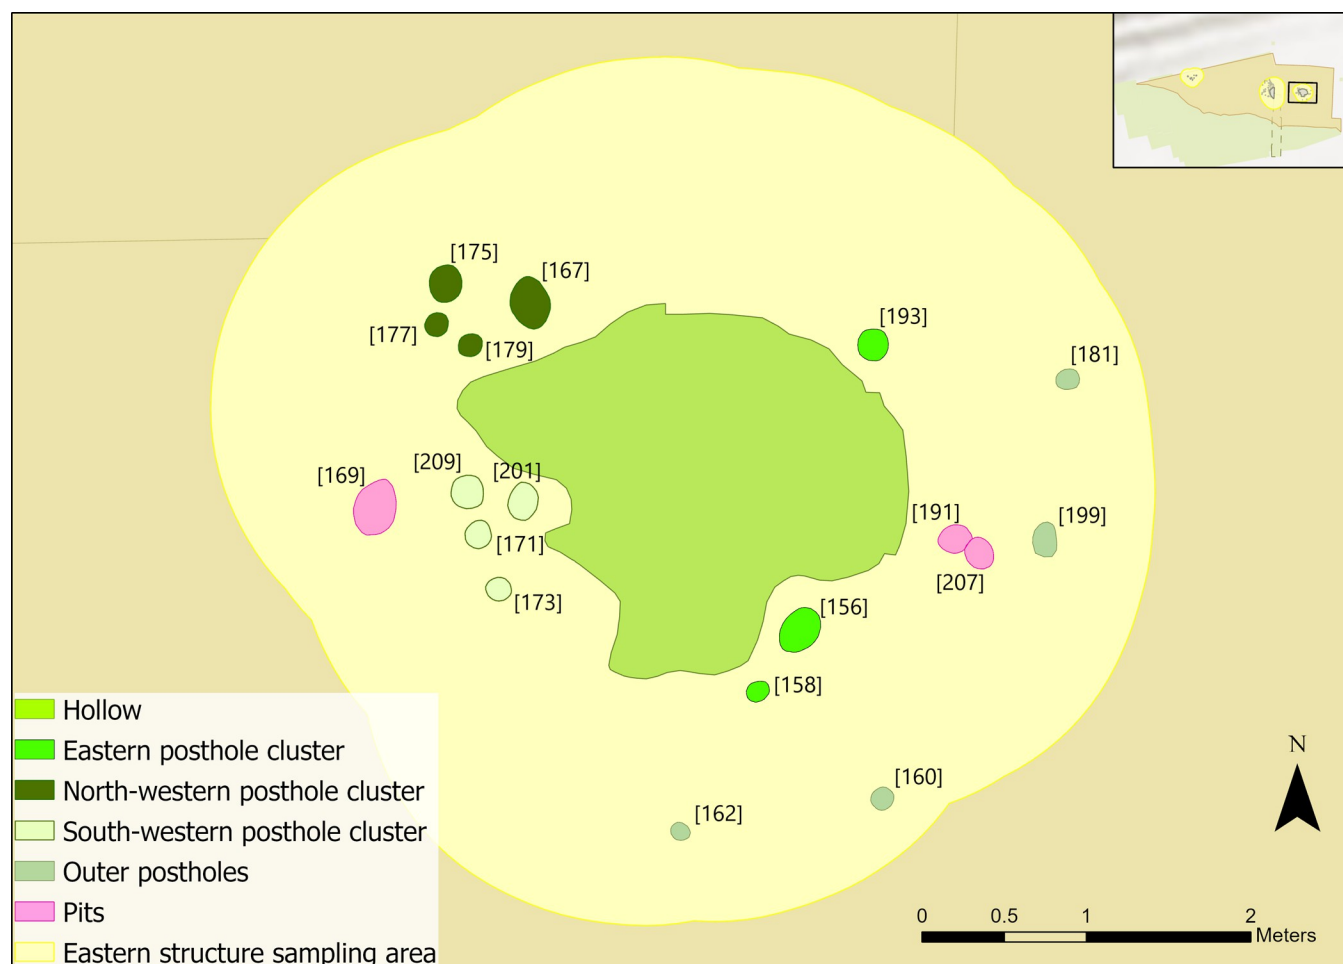 [175]
[167]
[177]
[179]
[193]
[181]
[169]
[209]
[201]
[171]
[173]
[191]
[199]
[207]
[156]
[158]
[160]
[162]
Hollow
Eastern posthole cluster
North-western posthole cluster
South-western posthole cluster
Outer postholes
Pits
Eastern structure sampling area
N
0 0.5 1 2
Meters